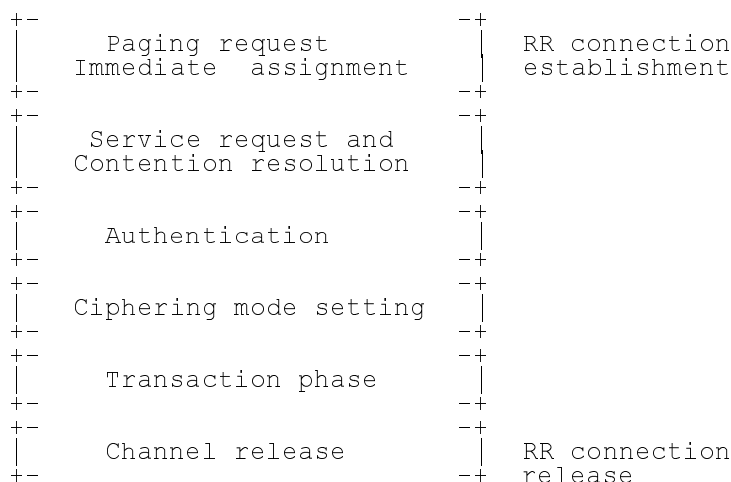 Paging request RR connection
Immediate assignment establishment
Service request and
Contention resolution
Authentication
Ciphering mode setting
Transaction phase
Channel release RR connection
release